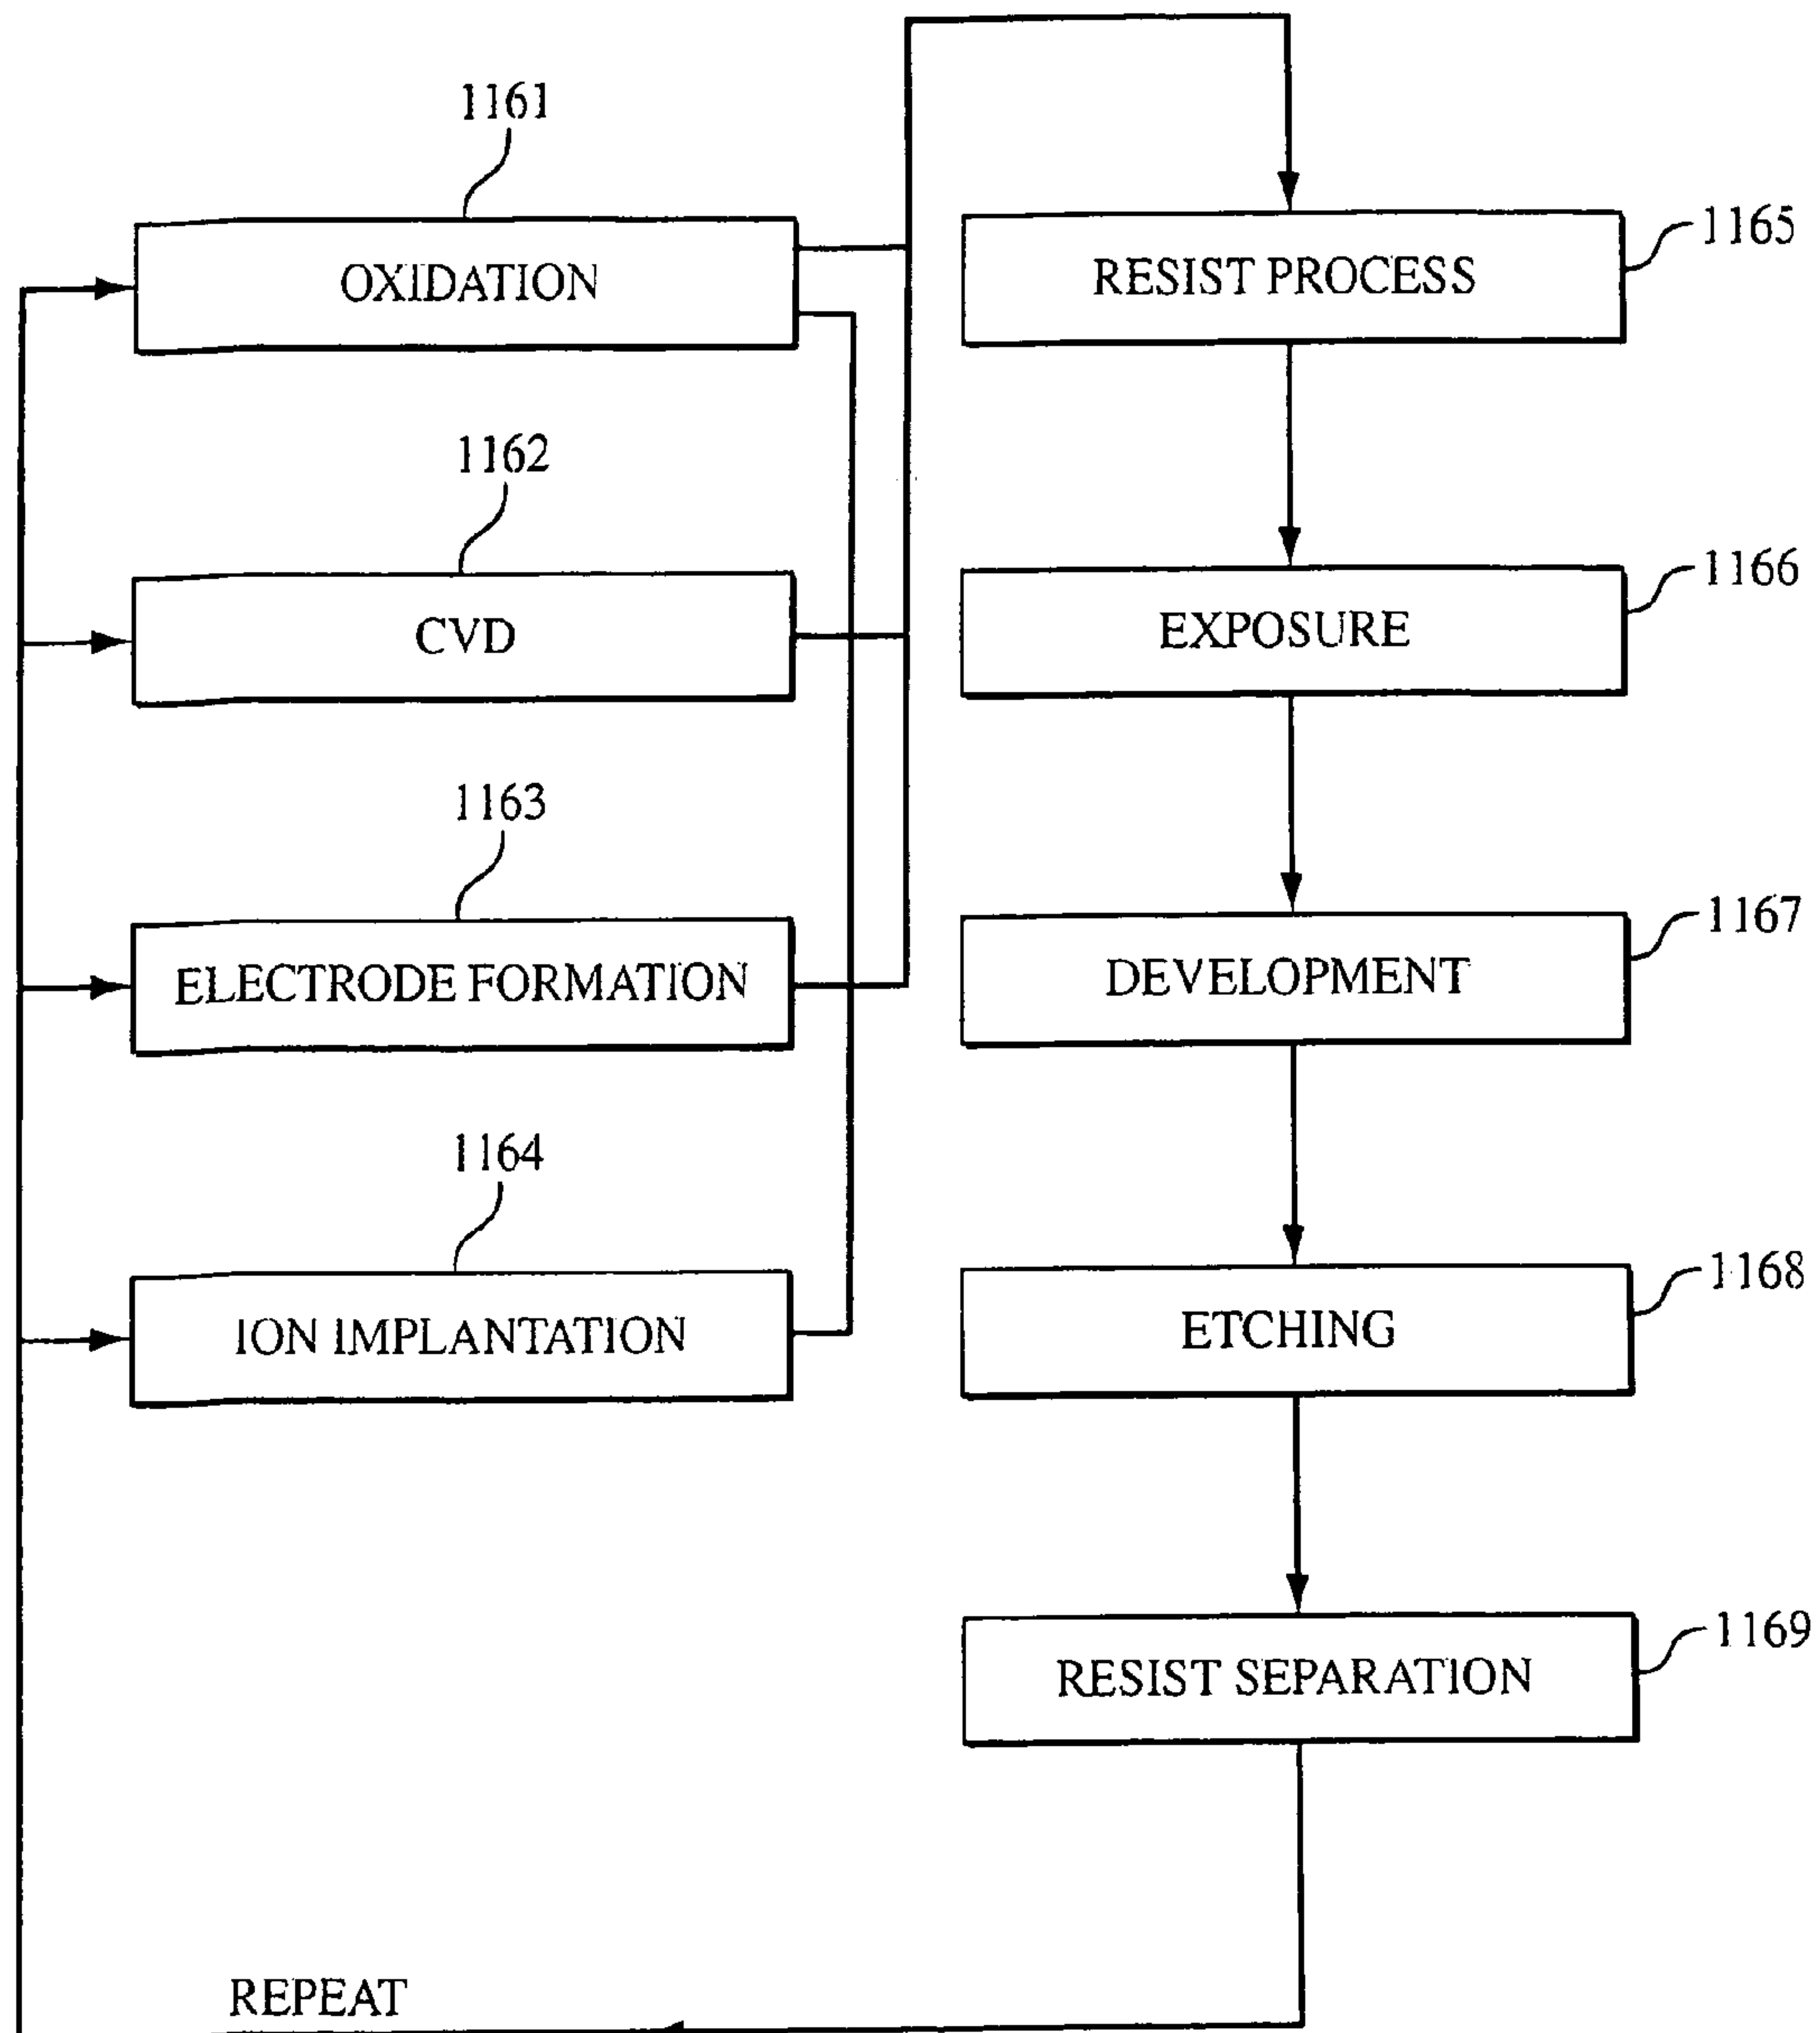 1161
OXIDATION
1162
CVD
1163
ELECTRODE FORMATION
1164
ION IMPLANTATION
1165
RESIST PROCESS
1166
EXPOSURE
1167
DEVELOPMENT
1168
ETCHING
1169
RESIST SEPARATION
REPEAT